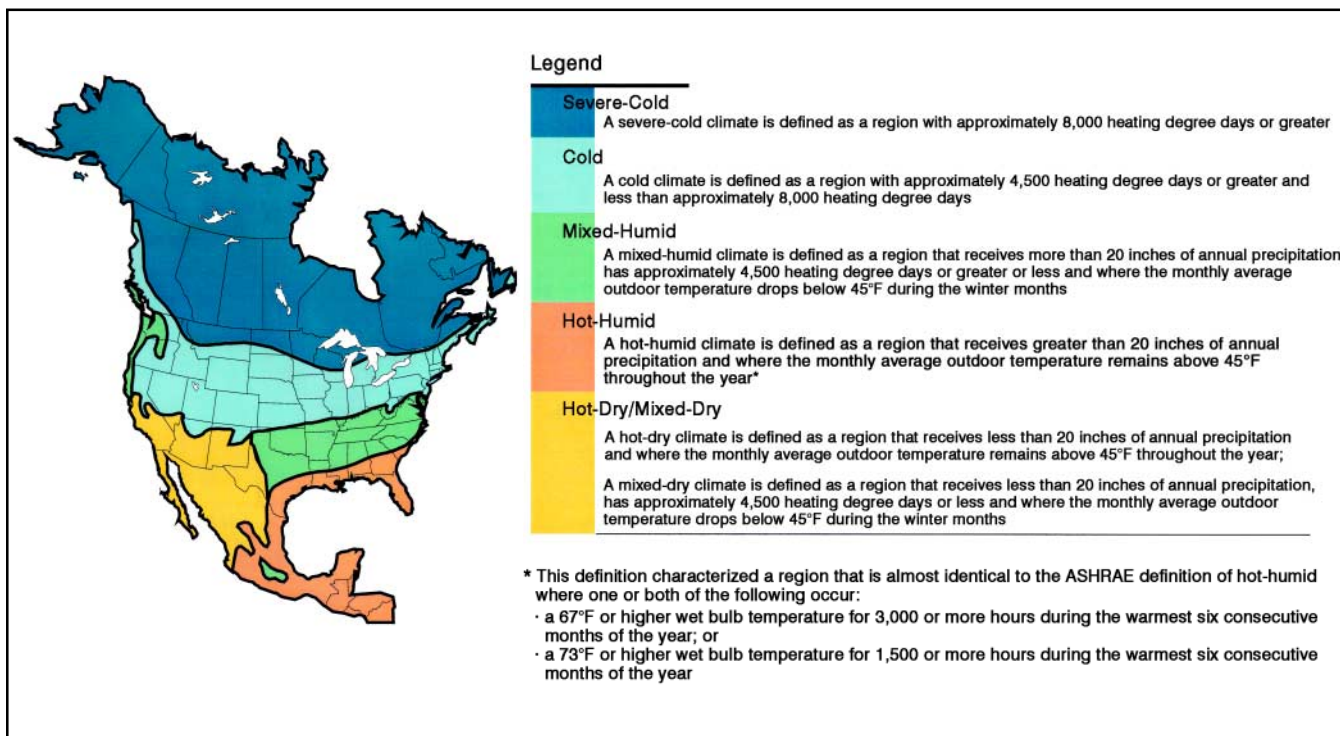 Legend
Severe-Cold
A severe-cold climate is defined as a region with approximately 8,000 heating degree days or greater
Cold
A cold climate is defined as a region with approximately 4,500 heating degree days or greater and
less than approximately 8,000 heating degree days
Mixed-Humid
A mixed-humid climate is defined as a region that receives more than 20 inches of annual precipitation
has approximately 4,500 heating degree days or greater or less and where the monthly average
outdoor temperature drops below 45°F during the winter months
Hot-Humid
A hot-humid climate is defined as a region that receives greater than 20 inches of annual
precipitation and where the monthly average outdoor temperature remains above 45°F
throughout the year*
Hot-Dry/Mixed-Dry
A hot-dry climate is defined as a region that receives less than 20 inches of annual precipitation
and where the monthly average outdoor temperature remains above 45°F throughout the year;
A mixed-dry climate is defined as a region that receives less than 20 inches of annual precipitation,
has approximately 4,500 heating degree days or less and where the monthly average outdoor
temperature drops below 45°F during the winter months
* This definition characterized a region that is almost identical to the ASHRAE definition of hot-humid
where one or both of the following occur:
· a 67°F or higher wet bulb temperature for 3,000 or more hours during the warmest six consecutive
months of the year; or
· a 73°F or higher wet bulb temperature for 1,500 or more hours during the warmest six consecutive
months of the year